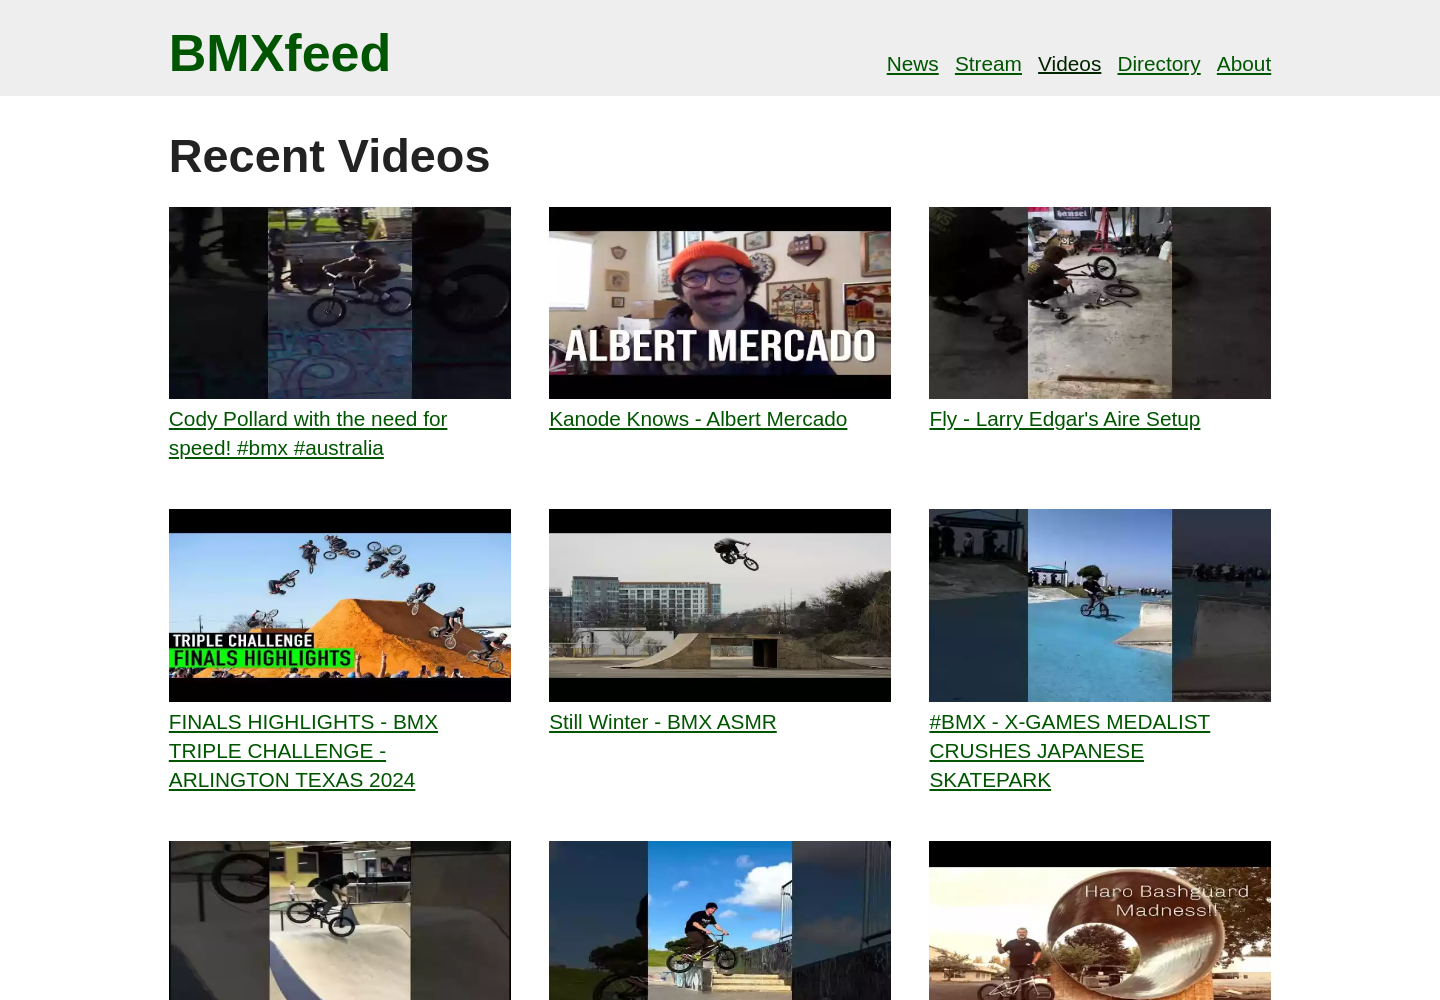 BMXfeed
News Stream Videos Directory About
Recent Videos
hansei
ALBERT MERCADO
Cody Pollard with the need for
speed! #bmx #australia
Kanode Knows - Albert Mercado
Fly - Larry Edgar's Aire Setup
TRIPLE CHALLENGE
FINALS HIGHLIGHTS
FINALS HIGHLIGHTS - BMX
TRIPLE CHALLENGE -
ARLINGTON TEXAS 2024
Still Winter - BMX ASMR
#BMX - X-GAMES MEDALIST
CRUSHES JAPANESE
SKATEPARK
Haro Bashguard
Madness!!